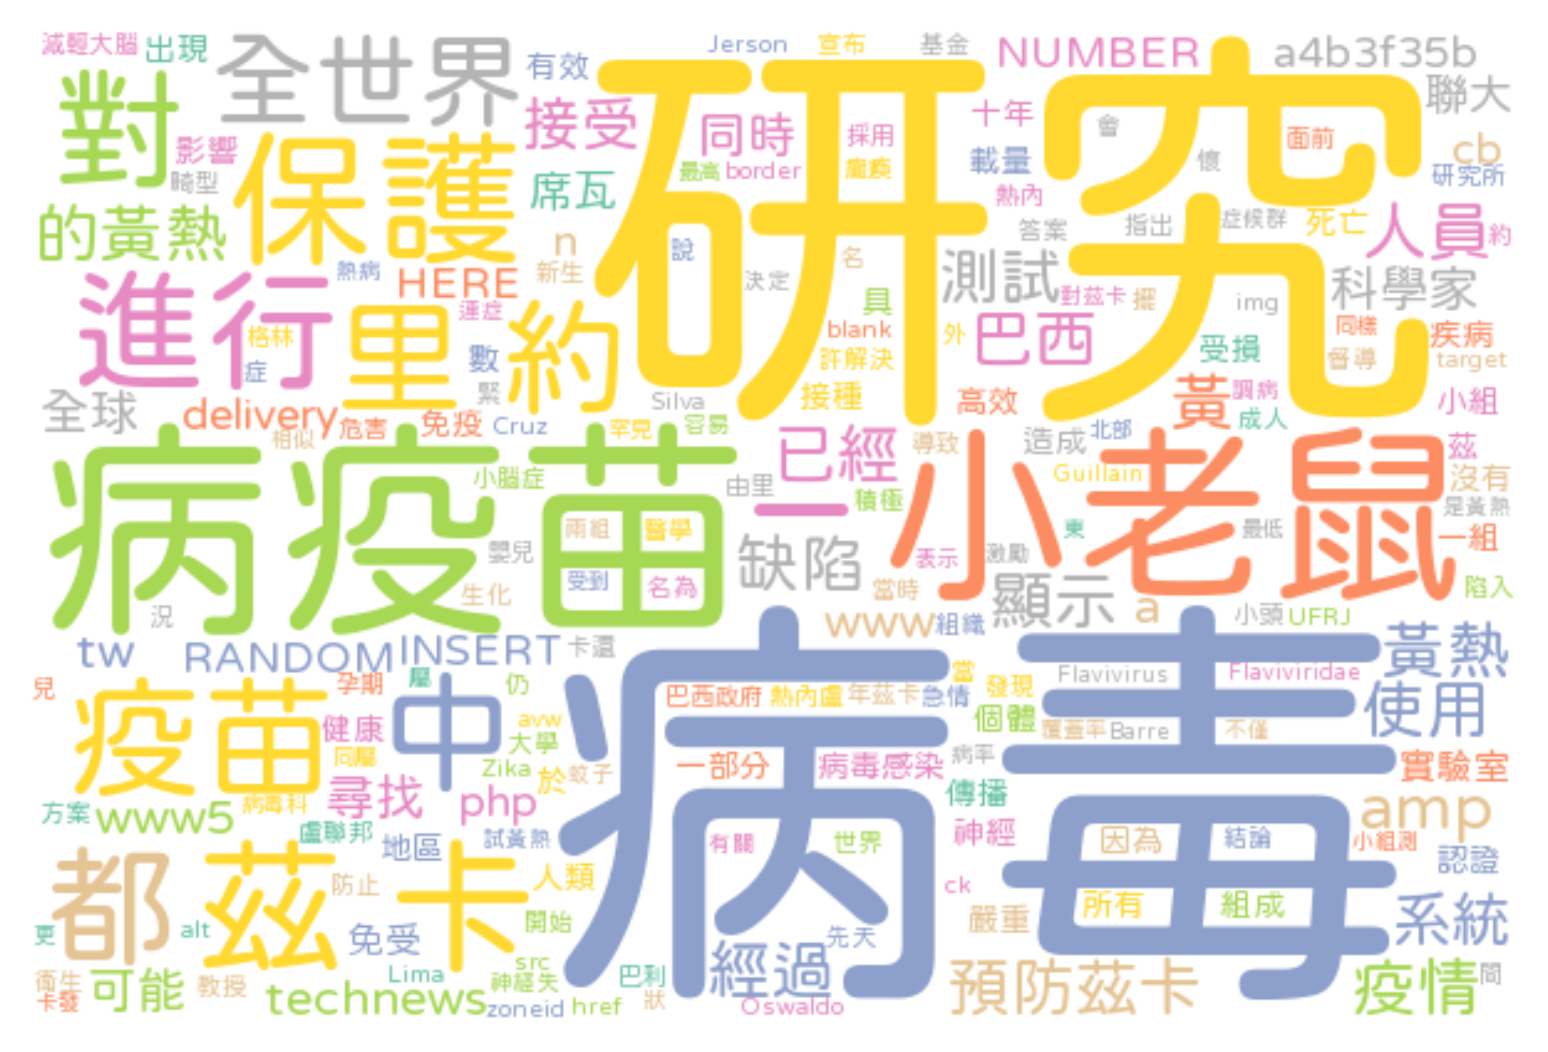 減輕大腦 出現 全世界 有效 Jerson 宣布 基金 NUMBER a4b3f35b
對 接受 研究 同時 採用 十年 會 面前 聯大
影響 保護 最高 border 癲癇 載量 懷 cb 研究所
畸型 席瓦 熱內
的黃熱 n 說 名 答案 指出 症候群 死亡 人員 約
熱病 HERE 新生 決定 測試 對茲卡 擺 img 科學家
進行 連症 里約 具
格林 數 blank 外 巴西 受損 同樣 疾病
症 許解決 督導 target
全球 緊 Silva 接種 高效 黃 調病 小組
delivery 危害 免疫 Cruz 罕見 容易 成人
相似 已經 導致 造成 北部 茲
病疫苗 小腦症 由里 一 積極 小老鼠 Guillain 沒有
兩組 醫學 東 最低 是黃熱
嬰兒 缺陷 表示 激勵 一組
受到 名為 當時 顯示 陷入
況 生化 www 組織 a 小頭 UFRJ
tw RANDOM INSERT 卡還 病毒 黃熱
兒 孕期 屬 仍 當 Flavivirus Flaviviridae
疫苗 中 巴西政府 熱內盧 年茲卡 急情 發現 使用
健康 avw 個體 覆蓋率 Barre 不僅
同屬 大學 一部分 病毒感染 病率 實驗室
尋找 Zika 於 蚊子 傳播
方案 www5 病毒科 php amp
盧聯邦 地區 試黃熱 有關 世界 神經 因為 結論 小組測 認證
都 茲卡 防止 人類 ck 所有 組成
更 alt 免受 開始 先天 嚴重 系統
衛生 可能 教授 Lima src 巴利 經過 預防茲卡 疫情 間
卡發 technews 神經失 狀
zoneid href Oswaldo